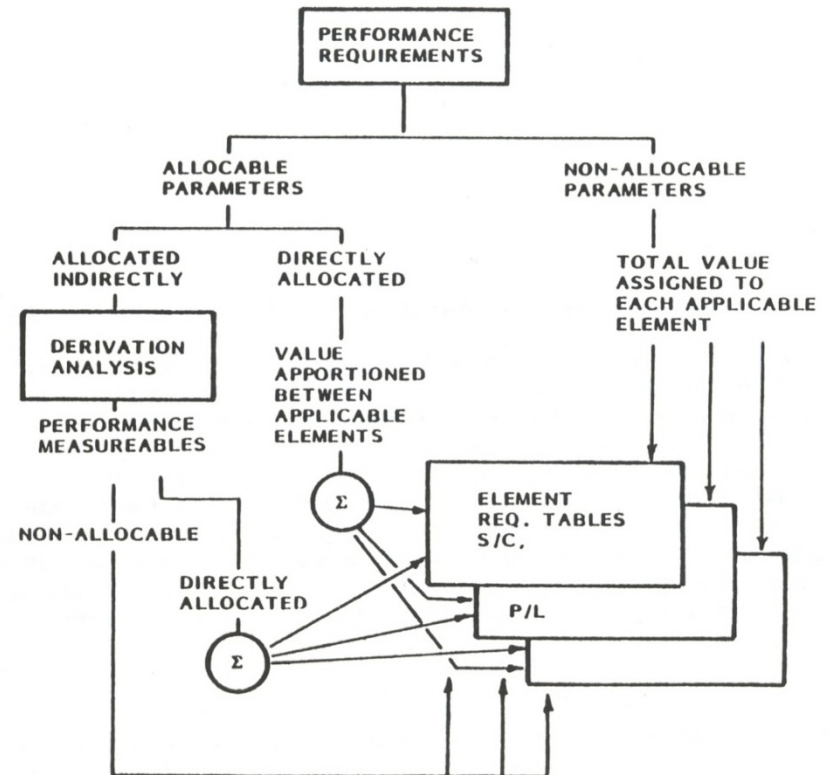 PERFORMANCE
REQUIREMENTS
ALLOCABLE
PARAMETERS
NON-ALLOCABLE
PARAMETERS
ALLOCATED
INDIRECTLY
DIRECTLY
ALLOCATED
TOTAL VALUE
ASSIGNED TO
EACH APPLICABLE
ELEMENT
DERIVATION
ANALYSIS
VALUE
APPORTIONED
BETWEEN
APPLICABLE
ELEMENTS
PERFORMANCE
MEASUREABLES
Σ
ELEMENT
REQ. TABLES
S/C,
NON-ALLOCABLE
DIRECTLY
ALLOCATED
P/L
Σ